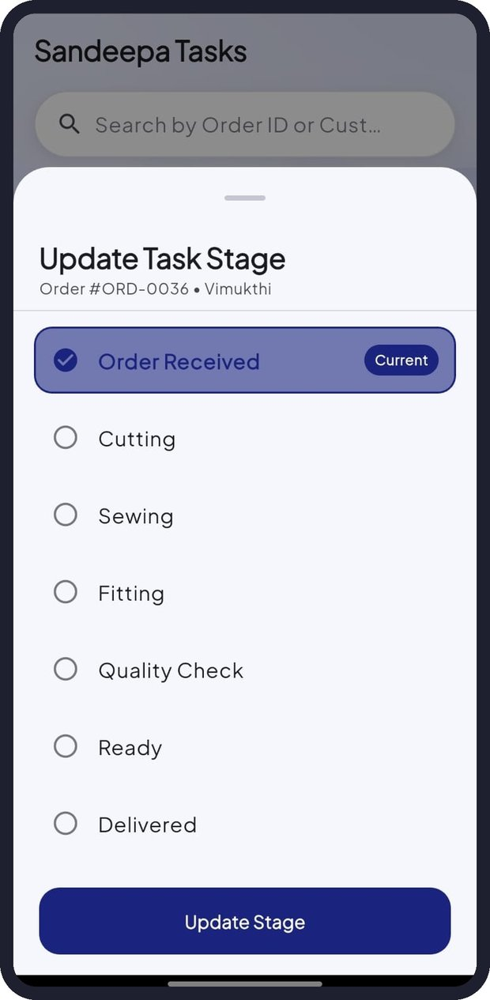 Sandeepa Tasks
Search by Order ID or Cust...
Update Task Stage
Order #ORD-0036 • Vimukthi
Order Received Current
Cutting
Sewing
Fitting
Quality Check
Ready
Delivered
Update Stage